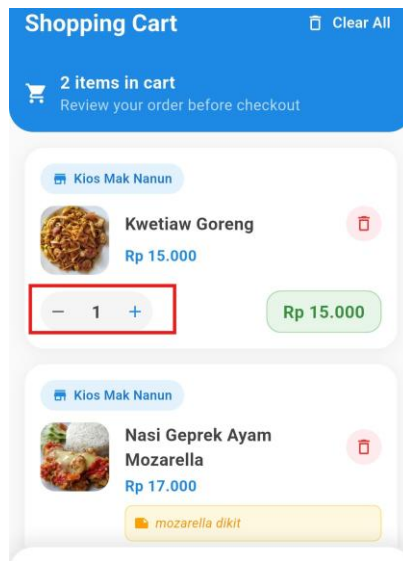 Shopping Cart
Clear All
2 items in cart
Review your order before checkout
Kios Mak Nanun
Kwetiaw Goreng
Rp 15.000
− 1 +
Rp 15.000
Kios Mak Nanun
Nasi Geprek Ayam
Mozarella
Rp 17.000
mozarella dikit